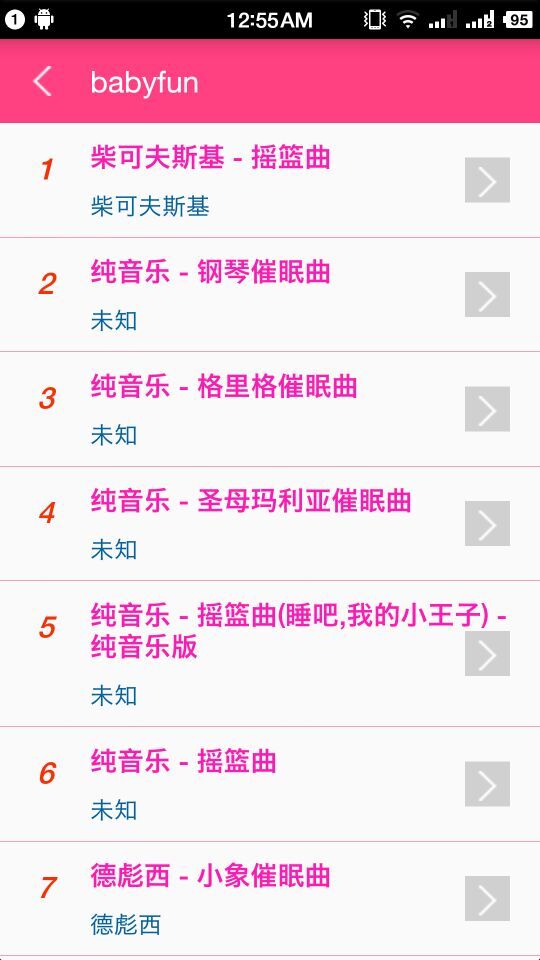 1 12:55AM 2 95
babyfun
1 柴可夫斯基 - 摇篮曲
柴可夫斯基
2 纯音乐 - 钢琴催眠曲
未知
3 纯音乐 - 格里格催眠曲
未知
4 纯音乐 - 圣母玛利亚催眠曲
未知
5 纯音乐 - 摇篮曲(睡吧,我的小王子) -
纯音乐版
未知
6 纯音乐 - 摇篮曲
未知
7 德彪西 - 小象催眠曲
德彪西